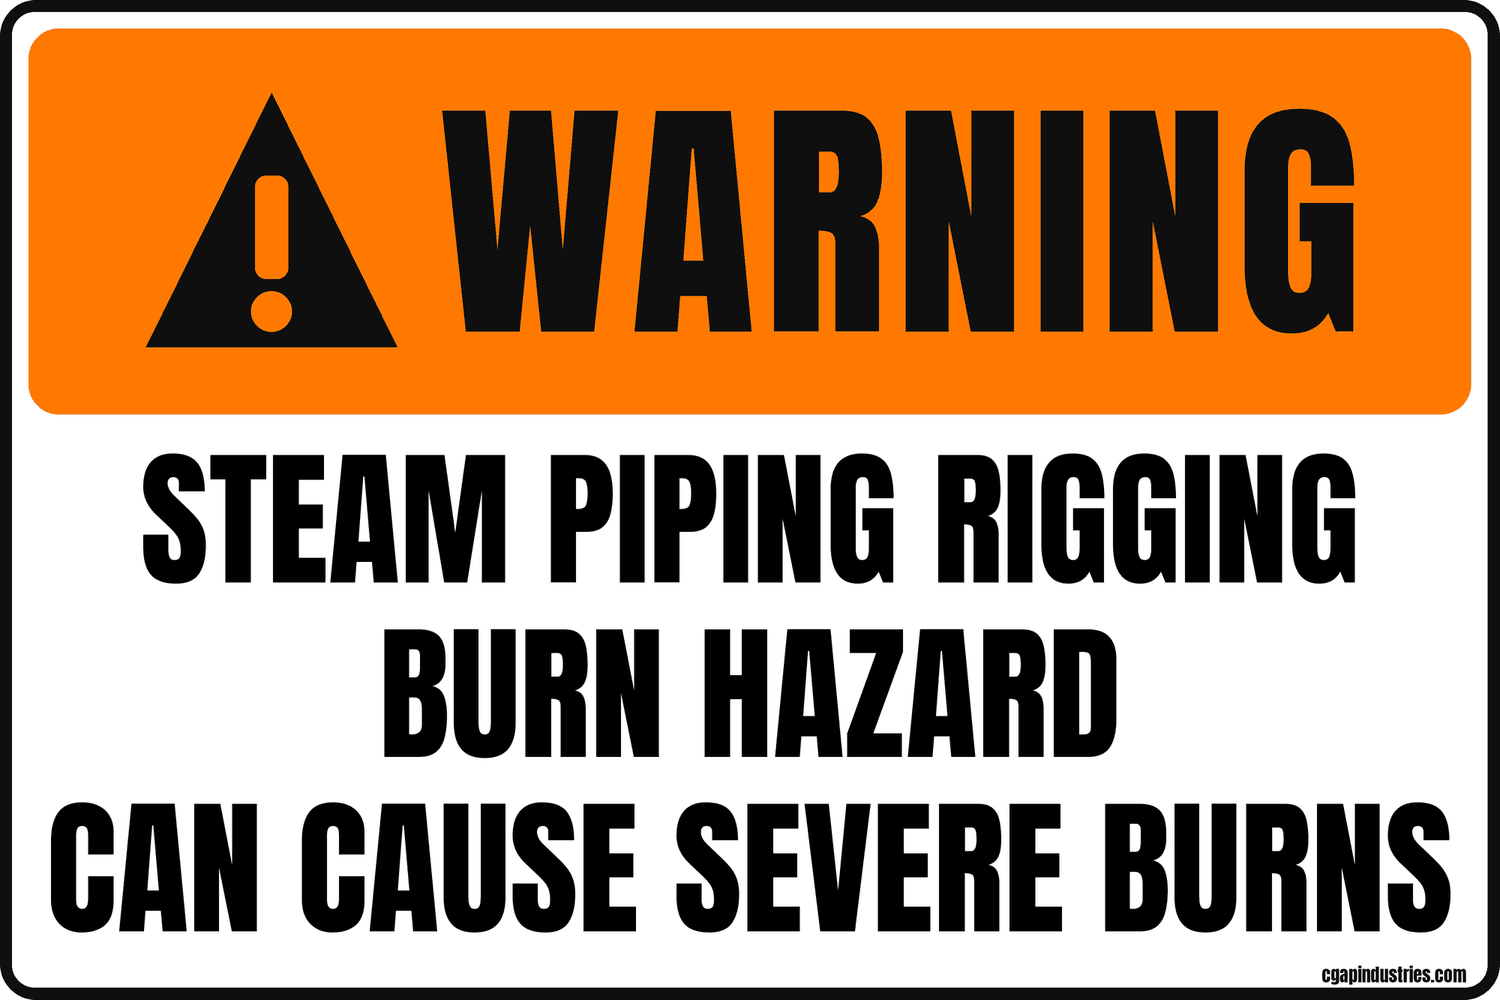 WARNING
STEAM PIPING RIGGING
BURN HAZARD
CAN CAUSE SEVERE BURNS
cgapindustries.com